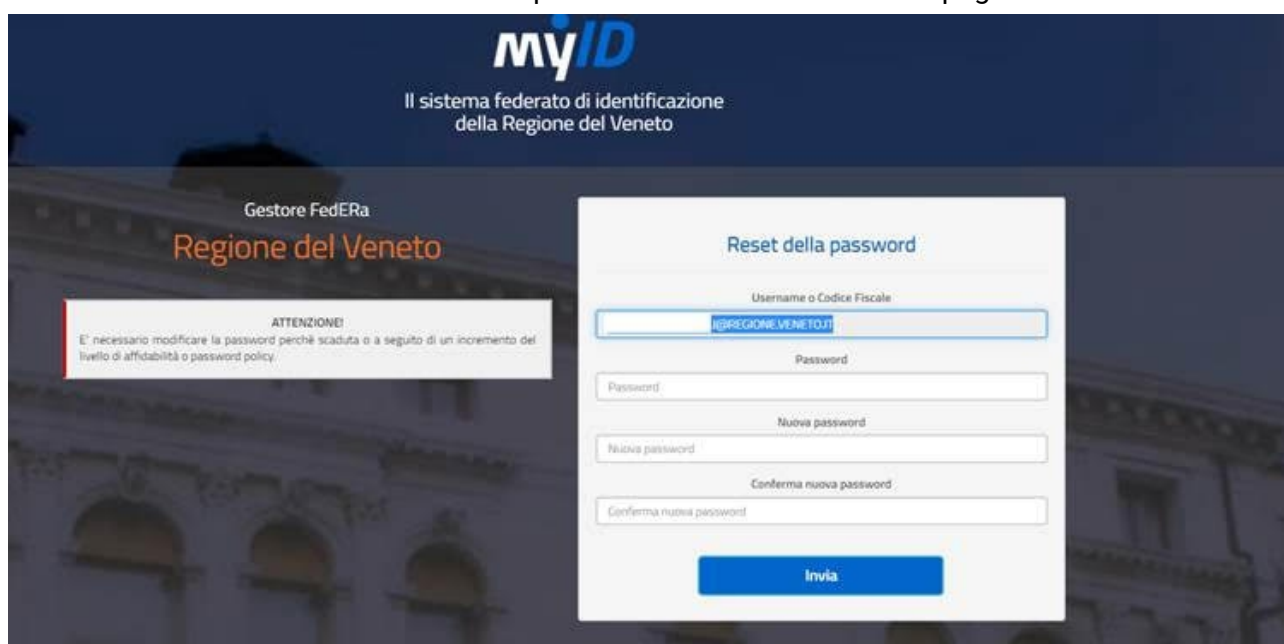 myID
Il sistema federato di identificazione
della Regione del Veneto
Gestore FedERa
Regione del Veneto
ATTENZIONE!
E' necessario modificare la password perchè scaduta o a seguito di un incremento del
livello di affidabilità o password policy.
Reset della password
Username o Codice Fiscale
@REGIONE.VENETO.IT
Password
Password
Nuova password
Nuova password
Conferma nuova password
Conferma nuova password
Invia